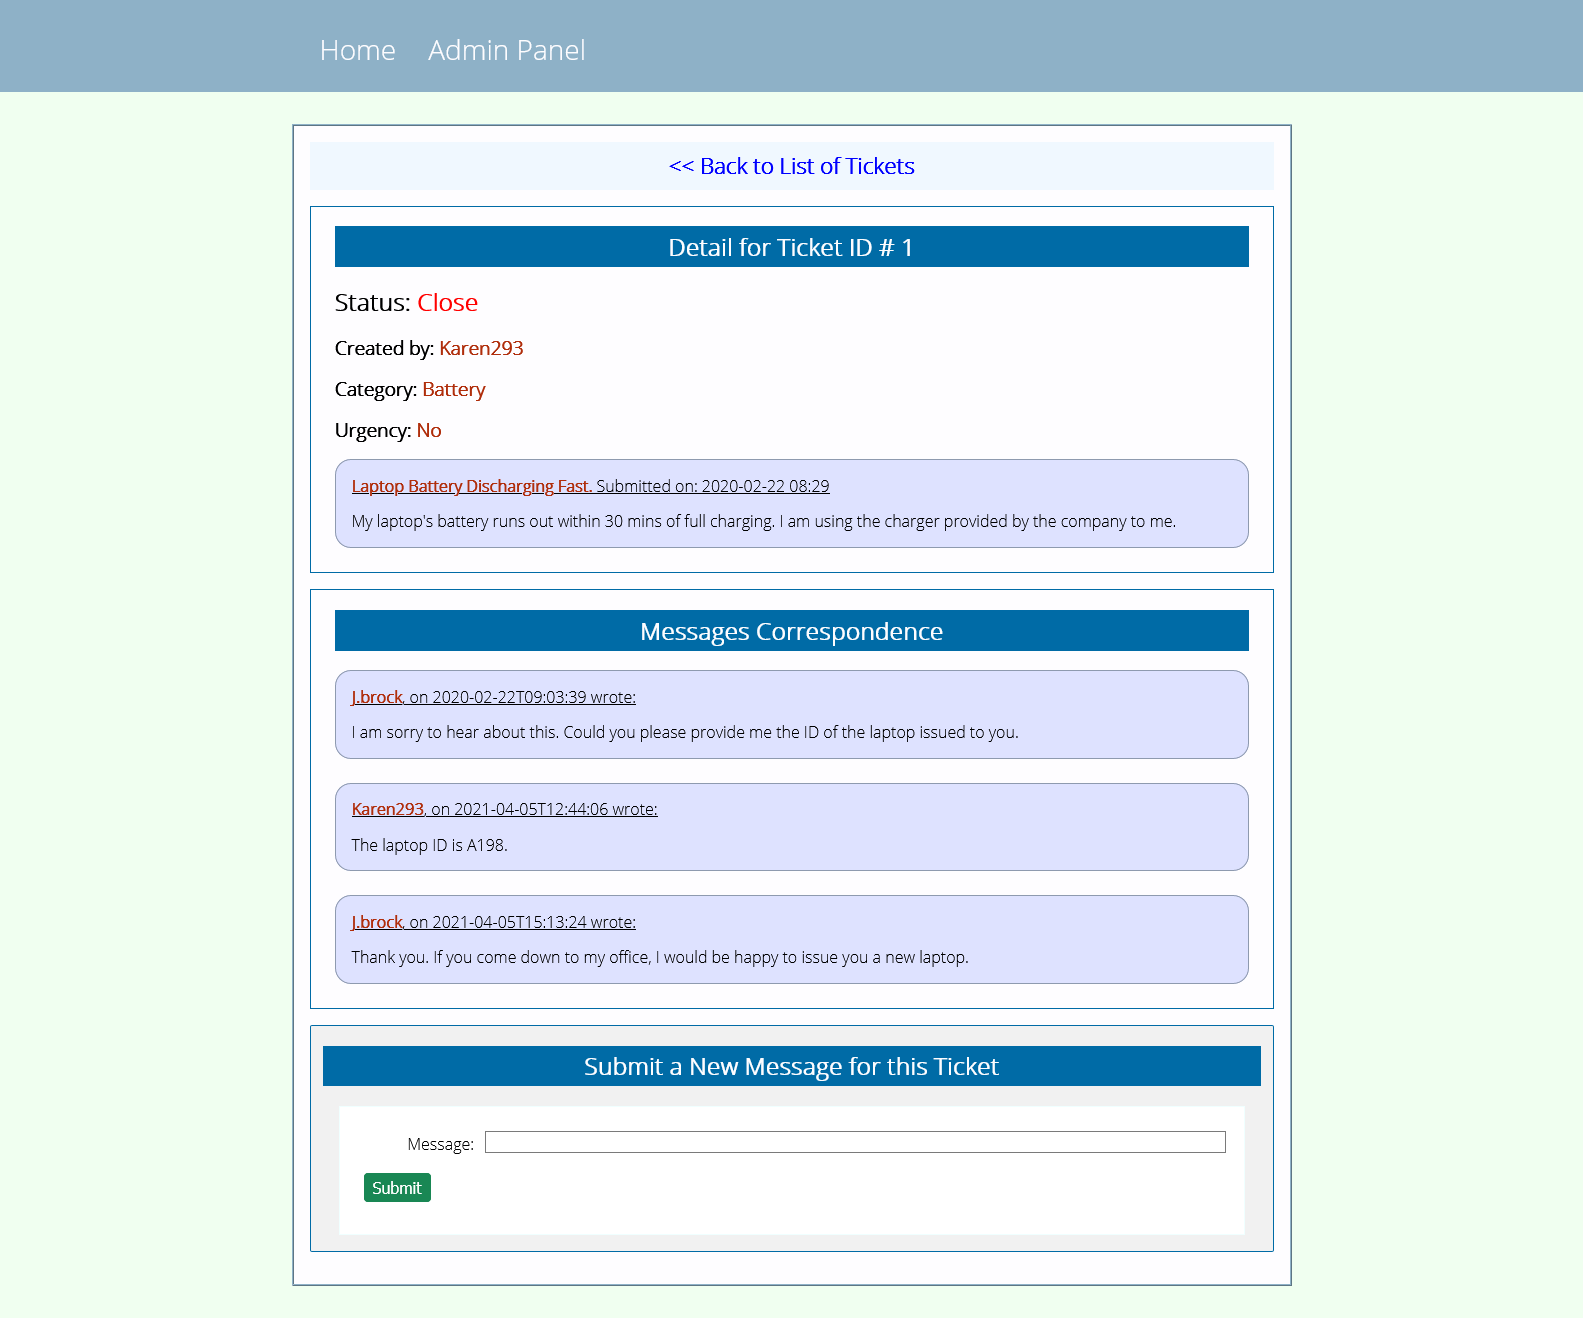 Home Admin Panel
<< Back to List of Tickets
Detail for Ticket ID # 1
Status: Close
Created by: Karen293
Category: Battery
Urgency: No
Laptop Battery Discharging Fast. Submitted on: 2020-02-22 08:29
My laptop's battery runs out within 30 mins of full charging. I am using the charger provided by the company to me.
Messages Correspondence
J.brock, on 2020-02-22T09:03:39 wrote:
I am sorry to hear about this. Could you please provide me the ID of the laptop issued to you.
Karen293, on 2021-04-05T12:44:06 wrote:
The laptop ID is A198.
J.brock, on 2021-04-05T15:13:24 wrote:
Thank you. If you come down to my office, I would be happy to issue you a new laptop.
Submit a New Message for this Ticket
Message:
Submit